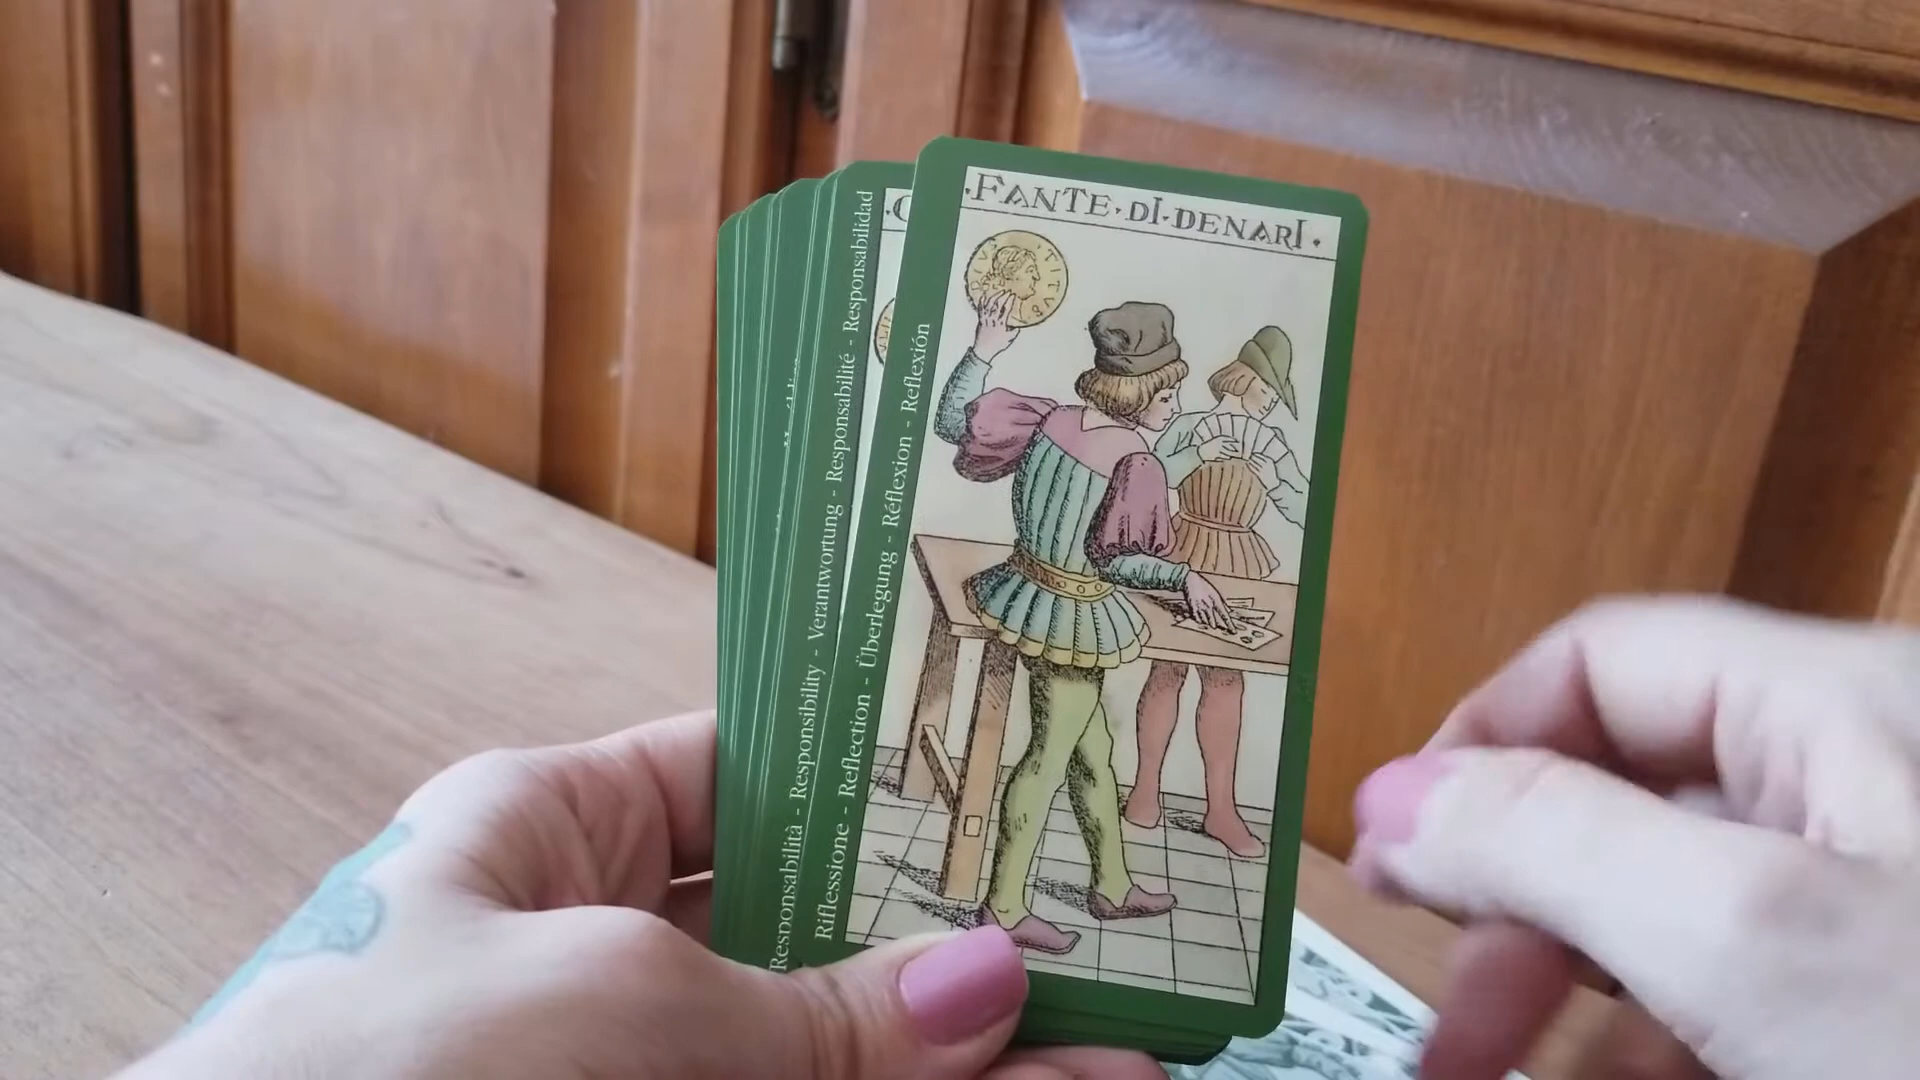 ·FANTE·DI·DENARI·
Riflessione - Reflection - Überlegung - Réflexion - Reflexión
Responsabilità - Responsibility - Verantwortung - Responsabilité - Responsabilidad